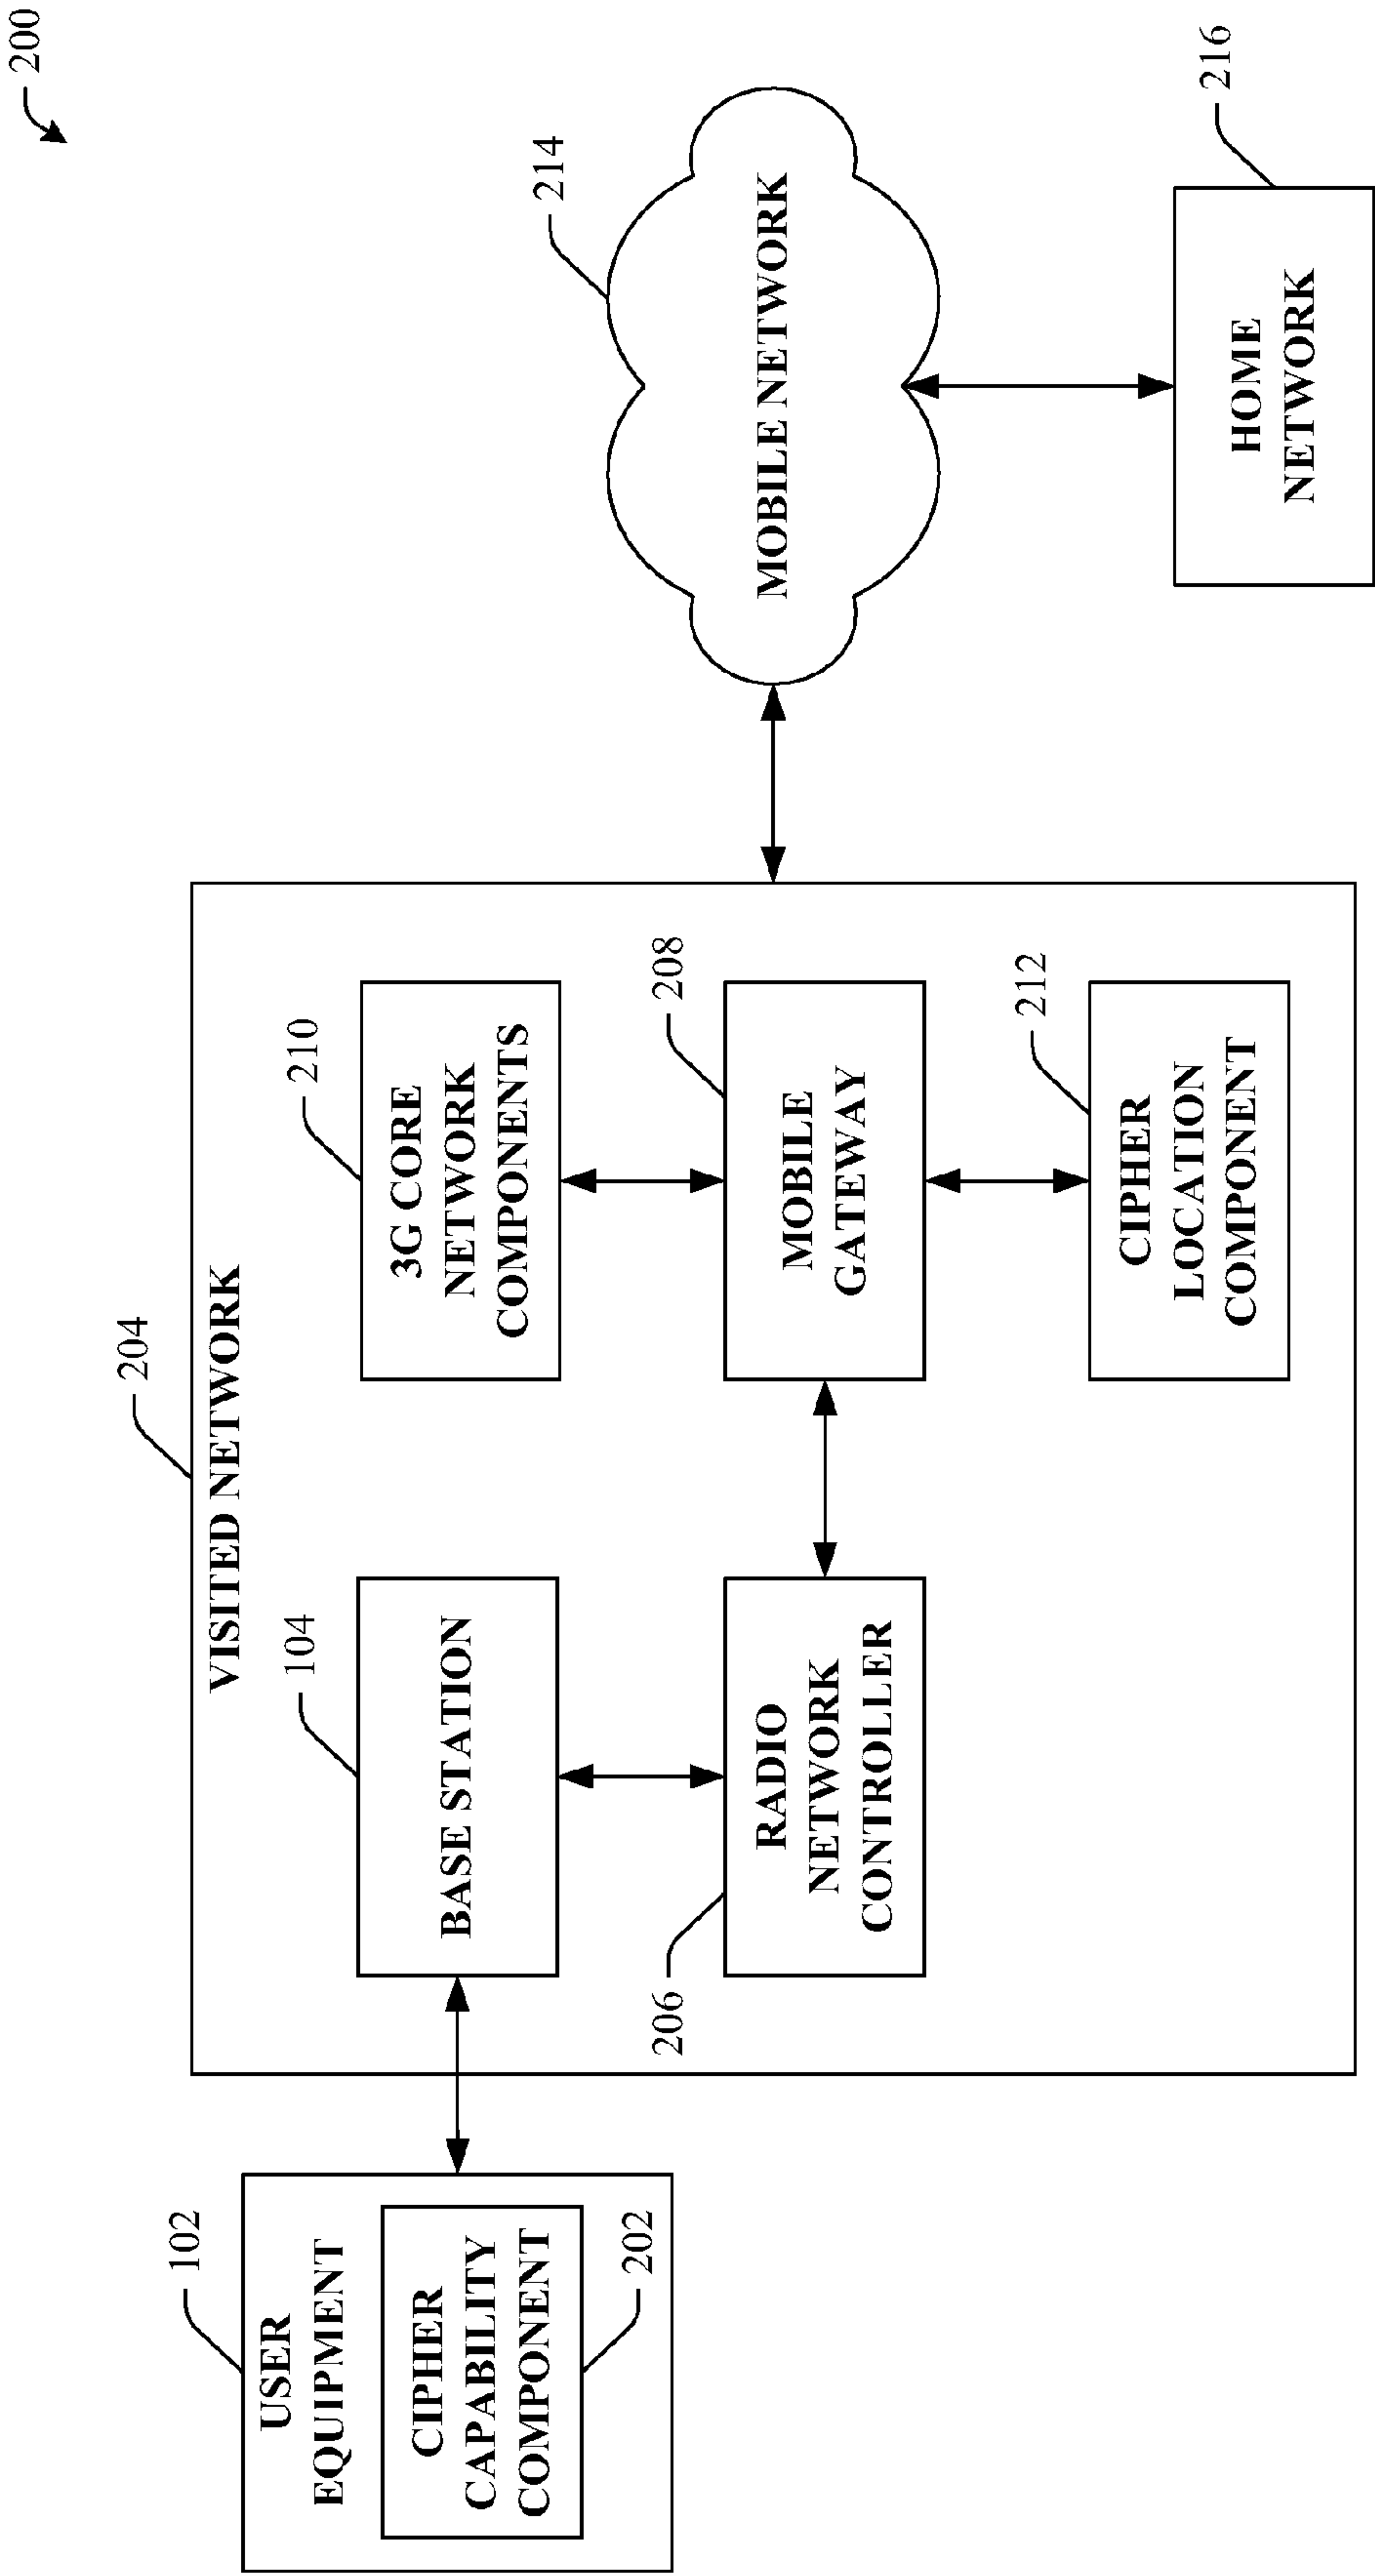 200
102
USER
EQUIPMENT
CIPHER
CAPABILITY
COMPONENT
202
204
VISITED NETWORK
104
BASE STATION
210
3G CORE
NETWORK
COMPONENTS
206
RADIO
NETWORK
CONTROLLER
208
MOBILE
GATEWAY
212
CIPHER
LOCATION
COMPONENT
214
MOBILE NETWORK
216
HOME
NETWORK